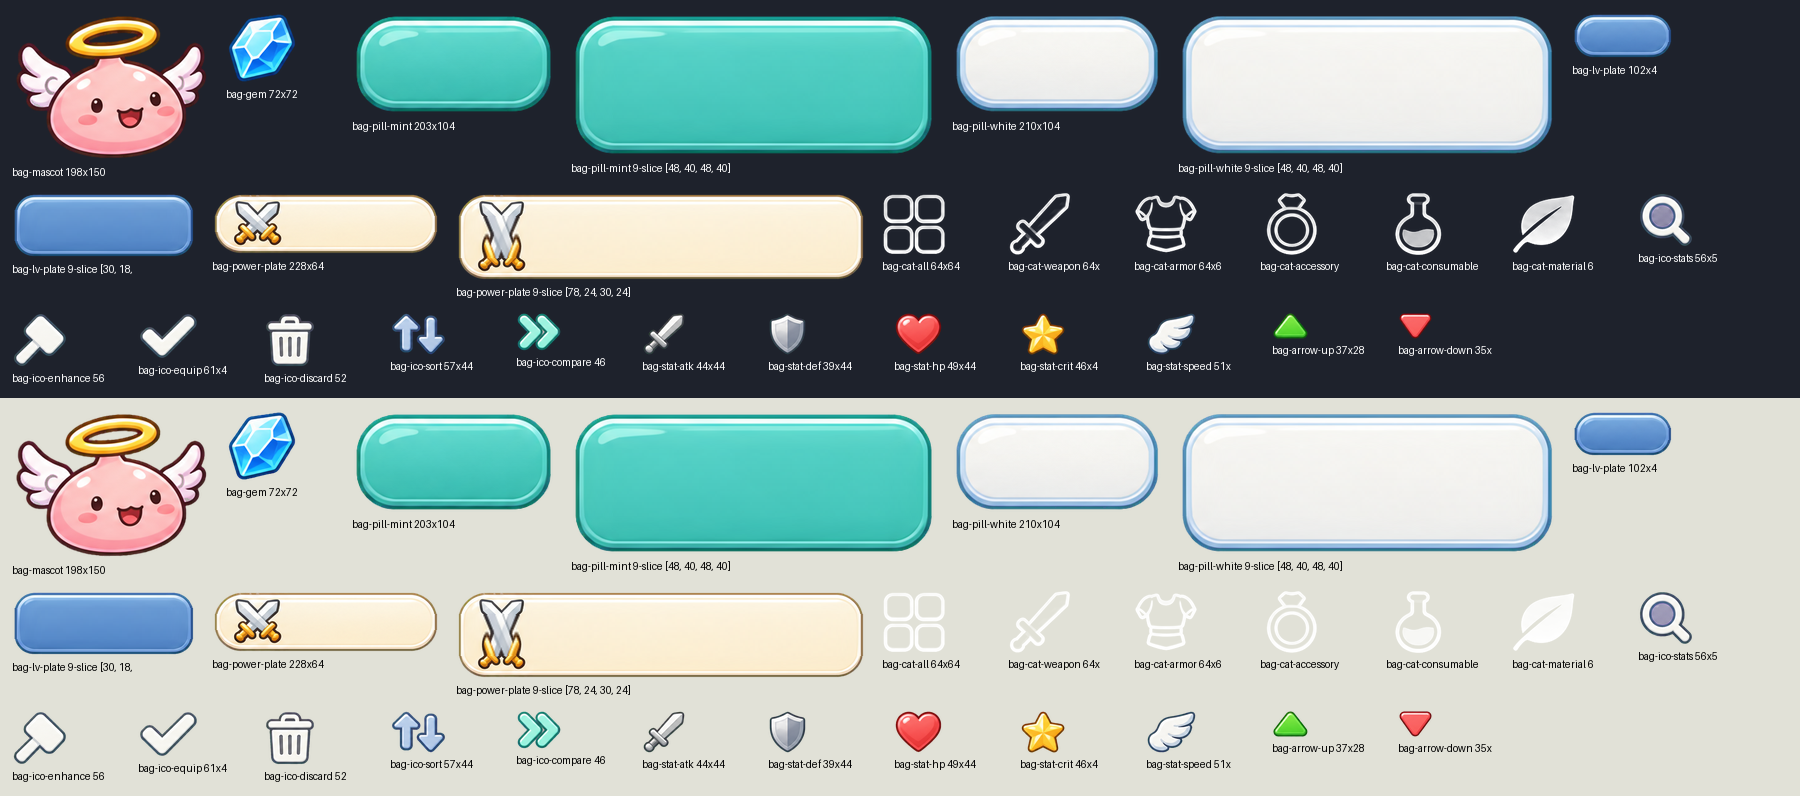 bag-mascot 198x150
bag-gem 72x72
bag-pill-mint 203x104
bag-pill-mint 9-slice [48, 40, 48, 40]
bag-pill-white 210x104
bag-pill-white 9-slice [48, 40, 48, 40]
bag-lv-plate 102x4
bag-lv-plate 9-slice [30, 18,
bag-power-plate 228x64
bag-power-plate 9-slice [78, 24, 30, 24]
bag-cat-all 64x64
bag-cat-weapon 64x
bag-cat-armor 64x6
bag-cat-accessory
bag-cat-consumable
bag-cat-material 6
bag-ico-stats 56x5
bag-ico-enhance 56
bag-ico-equip 61x4
bag-ico-discard 52
bag-ico-sort 57x44
bag-ico-compare 46
bag-stat-atk 44x44
bag-stat-def 39x44
bag-stat-hp 49x44
bag-stat-crit 46x4
bag-stat-speed 51x
bag-arrow-up 37x28
bag-arrow-down 35x
bag-mascot 198x150
bag-gem 72x72
bag-pill-mint 203x104
bag-pill-mint 9-slice [48, 40, 48, 40]
bag-pill-white 210x104
bag-pill-white 9-slice [48, 40, 48, 40]
bag-lv-plate 102x4
bag-lv-plate 9-slice [30, 18,
bag-power-plate 228x64
bag-power-plate 9-slice [78, 24, 30, 24]
bag-cat-all 64x64
bag-cat-weapon 64x
bag-cat-armor 64x6
bag-cat-accessory
bag-cat-consumable
bag-cat-material 6
bag-ico-stats 56x5
bag-ico-enhance 56
bag-ico-equip 61x4
bag-ico-discard 52
bag-ico-sort 57x44
bag-ico-compare 46
bag-stat-atk 44x44
bag-stat-def 39x44
bag-stat-hp 49x44
bag-stat-crit 46x4
bag-stat-speed 51x
bag-arrow-up 37x28
bag-arrow-down 35x